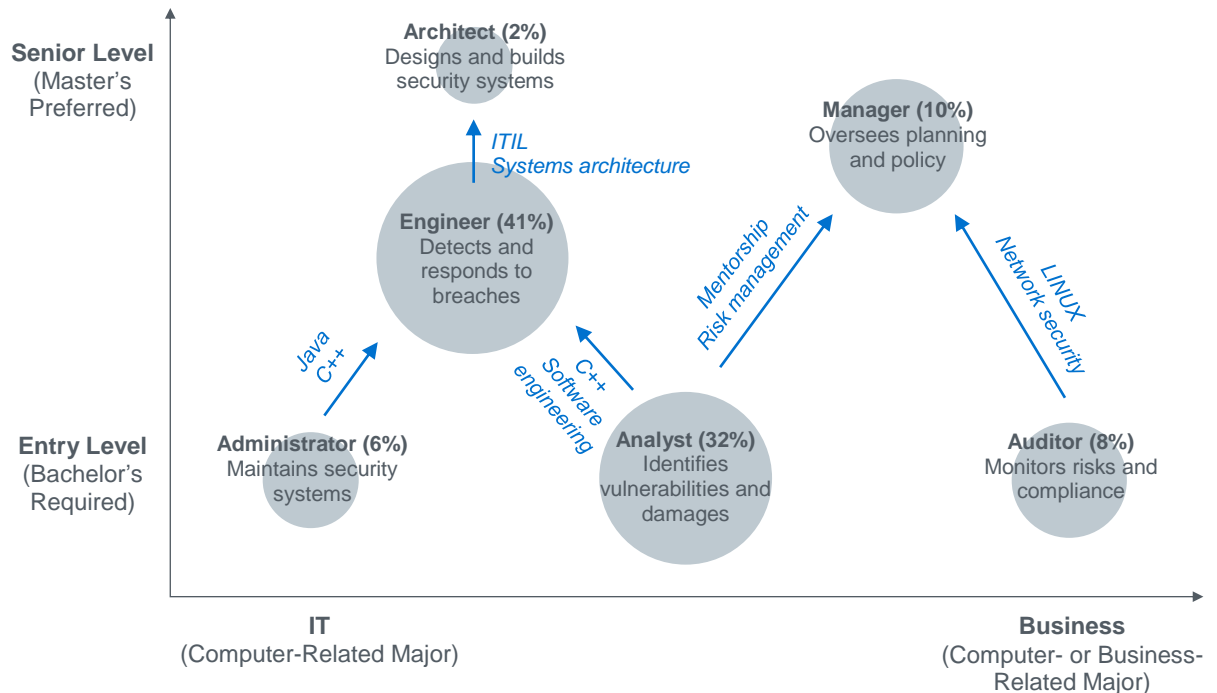 Senior Level
(Master's
Preferred)
Architect (2%)
Designs and builds
security systems
Manager (10%)
Oversees planning
and policy
ITIL
Systems architecture
Engineer (41%)
Detects and
responds to
breaches
Mentorship
Risk management
LINUX
Network security
Java
C++
C++
Software
engineering
Entry Level
(Bachelor's
Required)
Administrator (6%)
Maintains security
systems
Analyst (32%)
Identifies
vulnerabilities and
damages
Auditor (8%)
Monitors risks and
compliance
IT
(Computer-Related Major)
Business
(Computer- or Business-
Related Major)